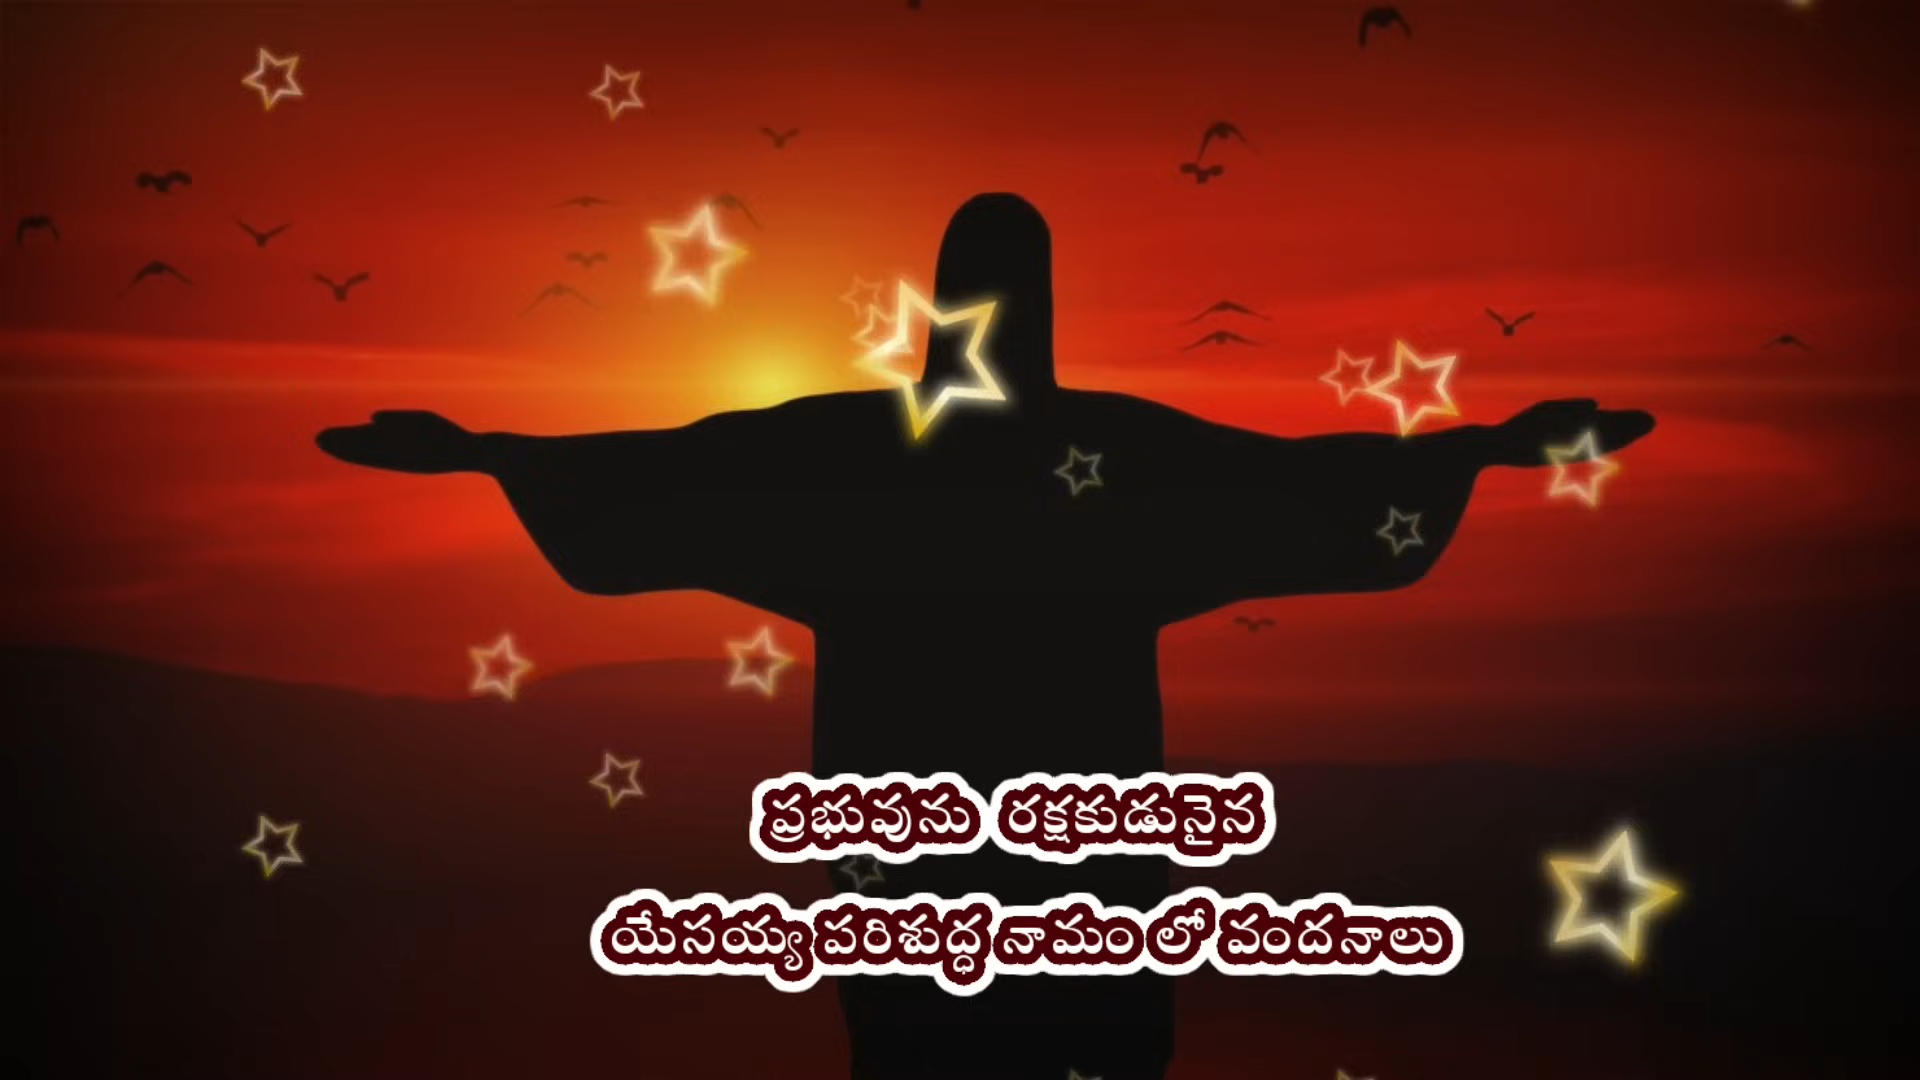 ప్రభువును రక్షకుడునైన
యేసయ్య పరిశుద్ధ నామం లో వందనాలు